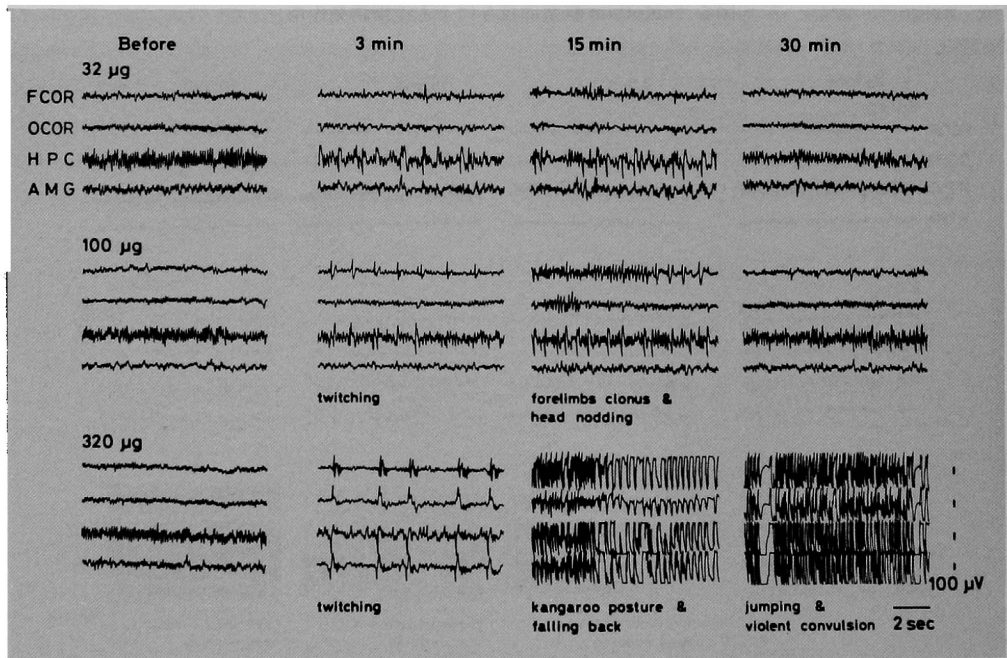 Before 3 min 15 min 30 min
32 µg
FCOR
OCOR
HPC
AMG
100 µg
twitching forelimbs clonus &
head nodding
320 µg
100 µV
twitching kangaroo posture & jumping &
falling back violent convulsion 2 sec